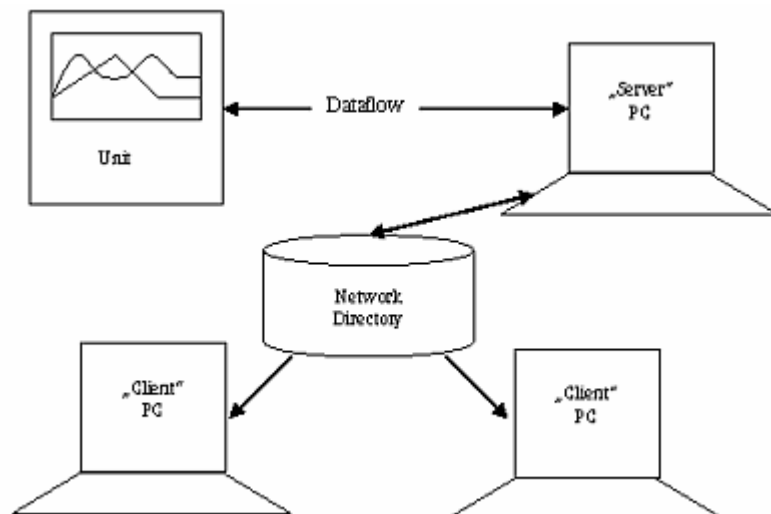 Unit
Dataflow
„Server“
PC
Network
Directory
„Client“
PC
„Client“
PC